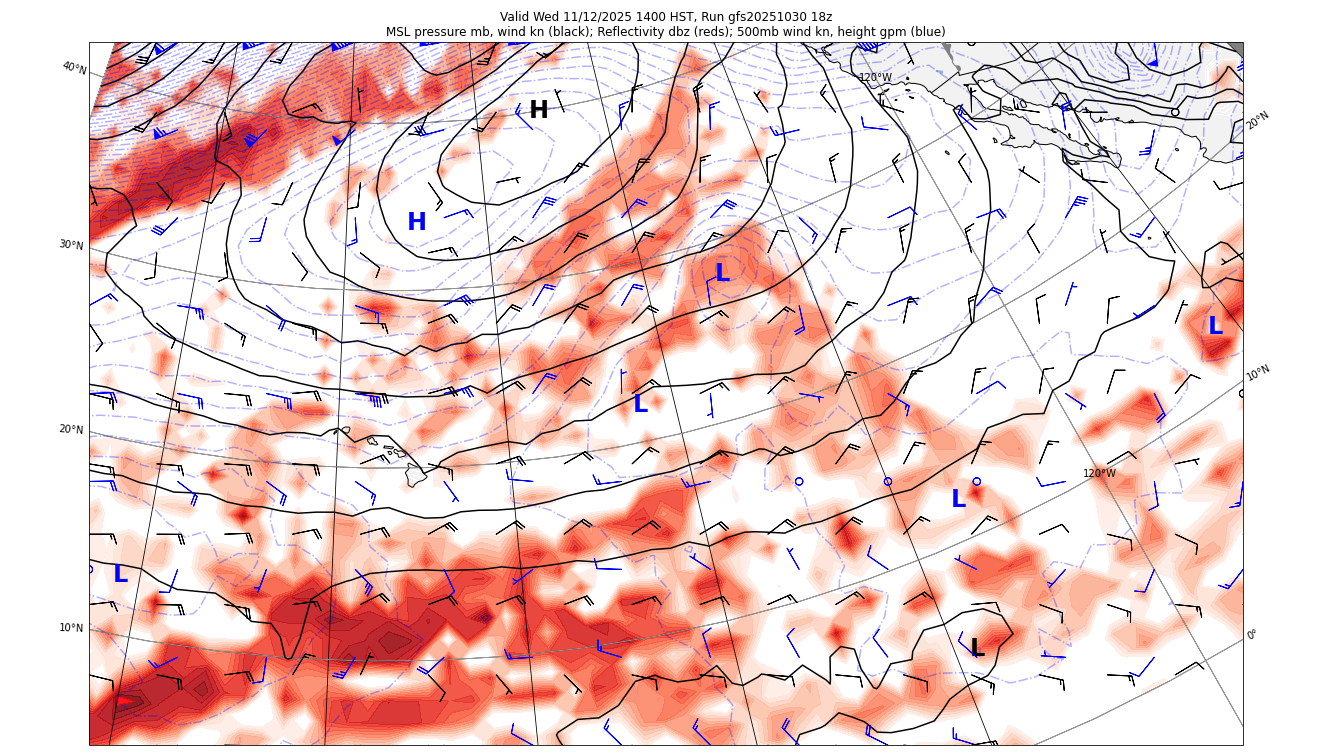 Valid Wed 11/12/2025 1400 HST, Run gfs20251030 18z
MSL pressure mb, wind kn (black); Reflectivity dbz (reds); 500mb wind kn, height gpm (blue)
40°N
120°W
20°N
H
H
30°N
L
L
10°N
L
20°N
120°W
L
L
10°N
0°
L